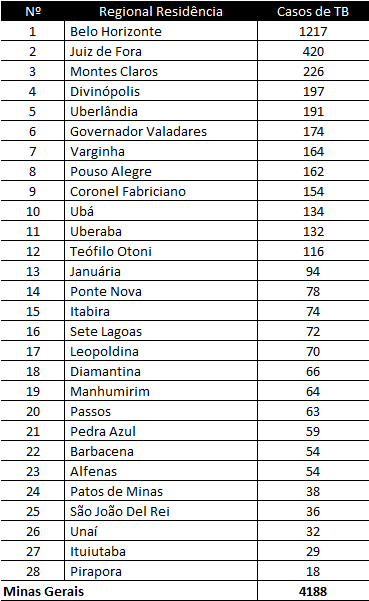 Nº Regional Residência Casos de TB
1 Belo Horizonte 1217
2 Juiz de Fora 420
3 Montes Claros 226
4 Divinópolis 197
5 Uberlândia 191
6 Governador Valadares 174
7 Varginha 164
8 Pouso Alegre 162
9 Coronel Fabriciano 154
10 Ubá 134
11 Uberaba 132
12 Teófilo Otoni 116
13 Januária 94
14 Ponte Nova 78
15 Itabira 74
16 Sete Lagoas 72
17 Leopoldina 70
18 Diamantina 66
19 Manhumirim 64
20 Passos 63
21 Pedra Azul 59
22 Barbacena 54
23 Alfenas 54
24 Patos de Minas 38
25 São João Del Rei 36
26 Unaí 32
27 Ituiutaba 29
28 Pirapora 18
Minas Gerais 4188